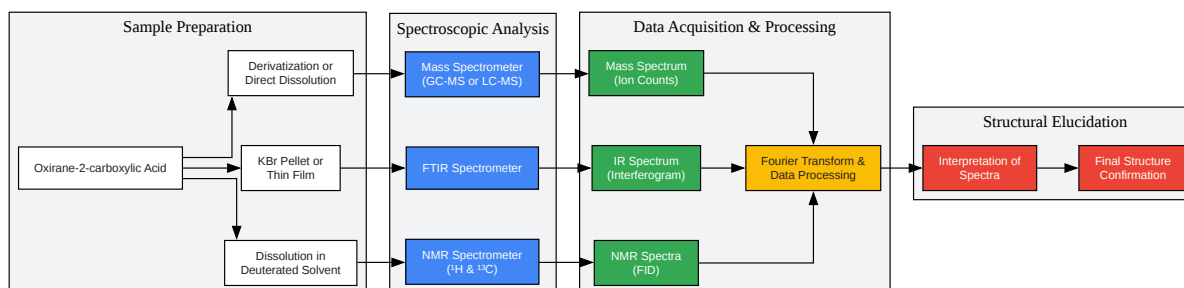 Sample Preparation
Spectroscopic Analysis
Data Acquisition & Processing
Structural Elucidation
Derivatization or
Direct Dissolution
Mass Spectrometer
(GC-MS or LC-MS)
Mass Spectrum
(Ion Counts)
Oxirane-2-carboxylic Acid
KBr Pellet or
Thin Film
FTIR Spectrometer
IR Spectrum
(Interferogram)
Fourier Transform &
Data Processing
Interpretation of
Spectra
Final Structure
Confirmation
Dissolution in
Deuterated Solvent
NMR Spectrometer
(¹H & ¹³C)
NMR Spectra
(FID)